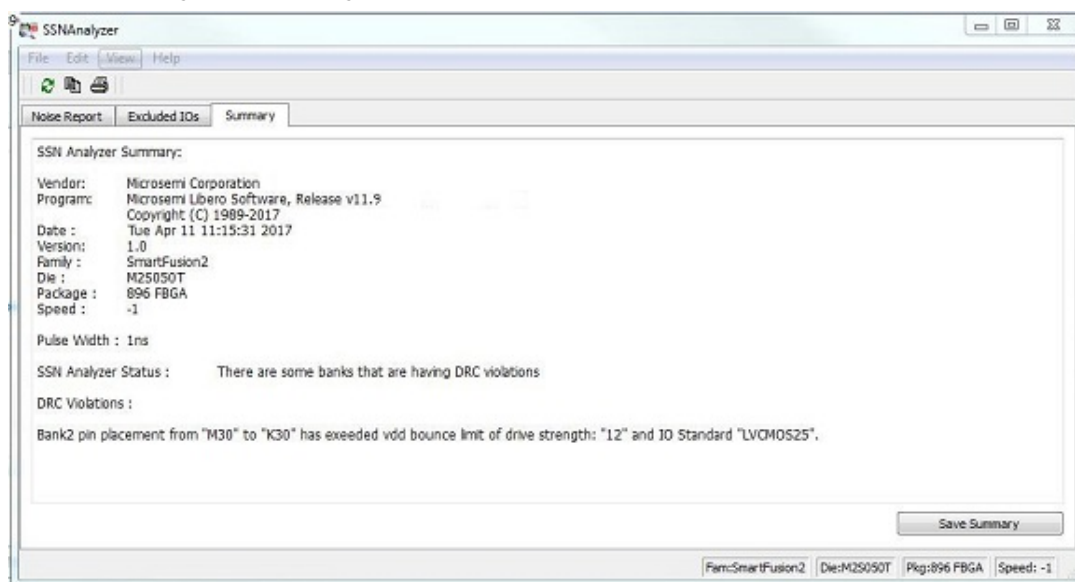 SSNAnalyzer
File Edit View Help
Noise Report Excluded IOs Summary
SSN Analyzer Summary:
Vendor: Microsemi Corporation
Program: Microsemi Libero Software, Release v11.9
Copyright (C) 1989-2017
Date : Tue Apr 11 11:15:31 2017
Version: 1.0
Family : SmartFusion2
Die : M2S050T
Package : 896 FBGA
Speed : -1
Pulse Width : 1ns
SSN Analyzer Status : There are some banks that are having DRC violations
DRC Violations :
Bank2 pin placement from "M30" to "K30" has exeeded vdd bounce limit of drive strength: "12" and IO Standard "LVCMOS25".
Save Summary
Fam:SmartFusion2 Die:M2S050T Pkg:896 FBGA Speed: -1